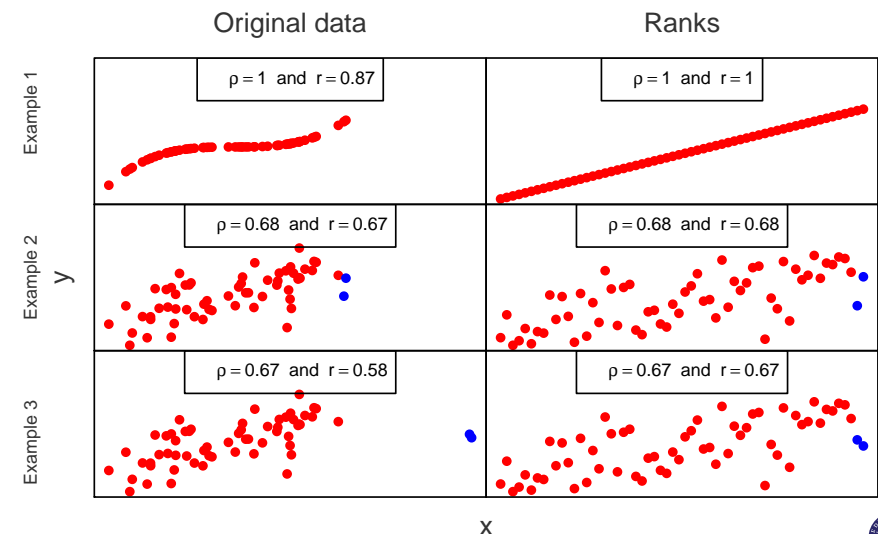 Original data
Ranks
Example 1
ρ = 1 and r = 0.87
ρ = 1 and r = 1
Example 2
ρ = 0.68 and r = 0.67
ρ = 0.68 and r = 0.68
y
Example 3
ρ = 0.67 and r = 0.58
ρ = 0.67 and r = 0.67
x